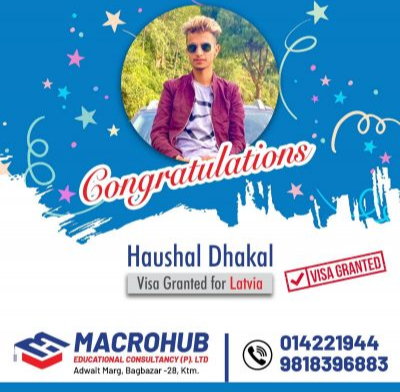 Congratulations
Haushal Dhakal
Visa Granted for Latvia
VISA GRANTED
MACROHUB
EDUCATIONAL CONSULTANCY (P). LTD
Adwait Marg, Bagbazar -28, Ktm.
014221944
9818396883